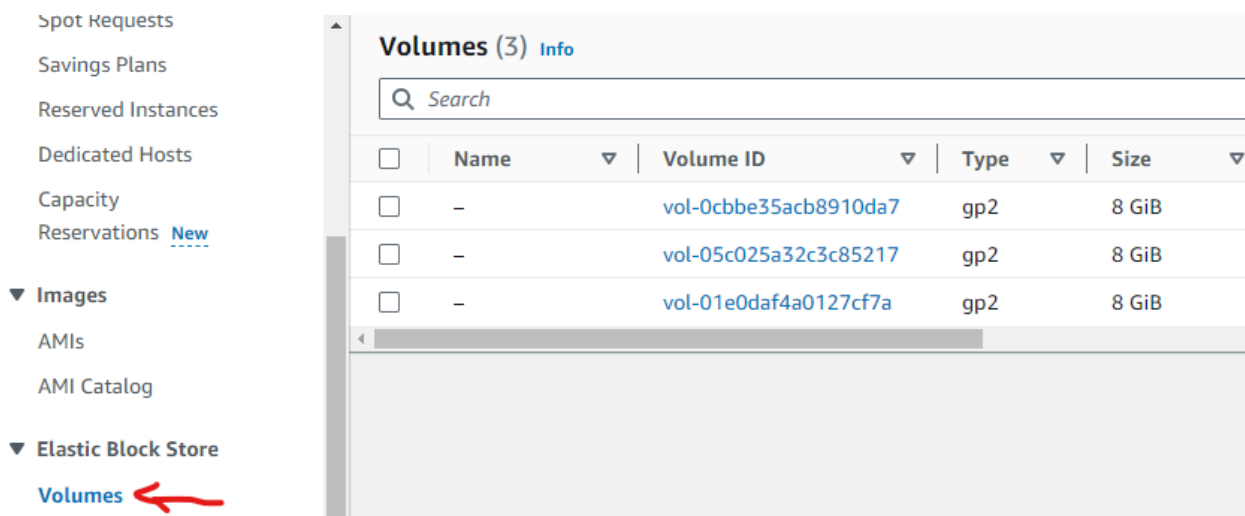 Spot Requests
Savings Plans
Reserved Instances
Dedicated Hosts
Capacity
Reservations New
Images
AMIs
AMI Catalog
Elastic Block Store
Volumes
Volumes (3) Info
Search
Name Volume ID Type Size
– vol-0cbbe35acb8910da7 gp2 8 GiB
– vol-05c025a32c3c85217 gp2 8 GiB
– vol-01e0daf4a0127cf7a gp2 8 GiB